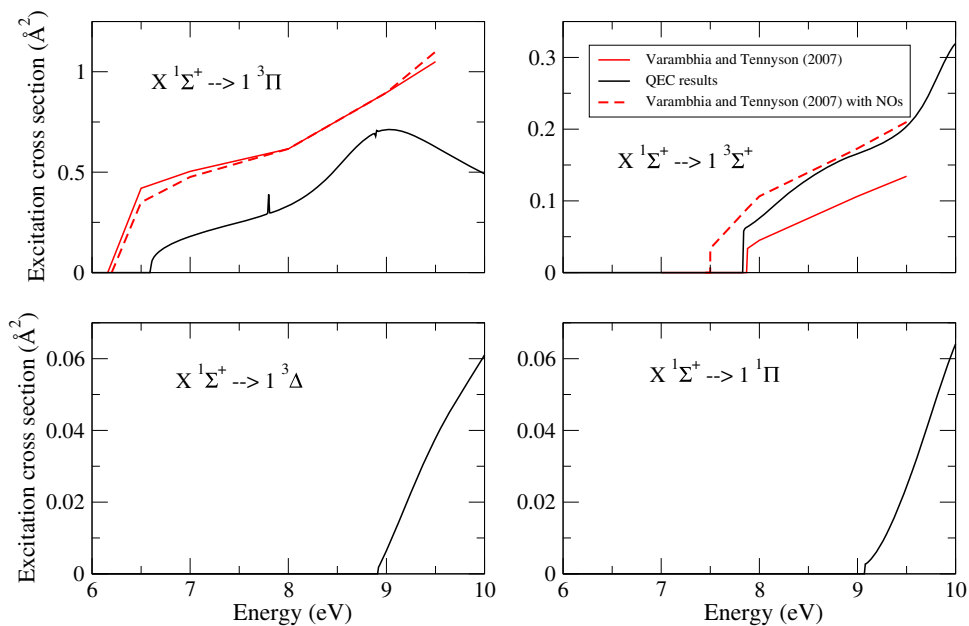 Excitation cross section (Å²)
1
0.5
0
X ¹Σ⁺ --> 1 ³Π
0.3
0.2
0.1
0
Varambhia and Tennyson (2007)
QEC results
Varambhia and Tennyson (2007) with NOs
X ¹Σ⁺ --> 1 ³Σ⁺
Excitation cross section (Å²)
0.06
0.04
0.02
0
X ¹Σ⁺ --> 1 ³Δ
6 7 8 9 10
Energy (eV)
0.06
0.04
0.02
0
X ¹Σ⁺ --> 1 ¹Π
6 7 8 9 10
Energy (eV)